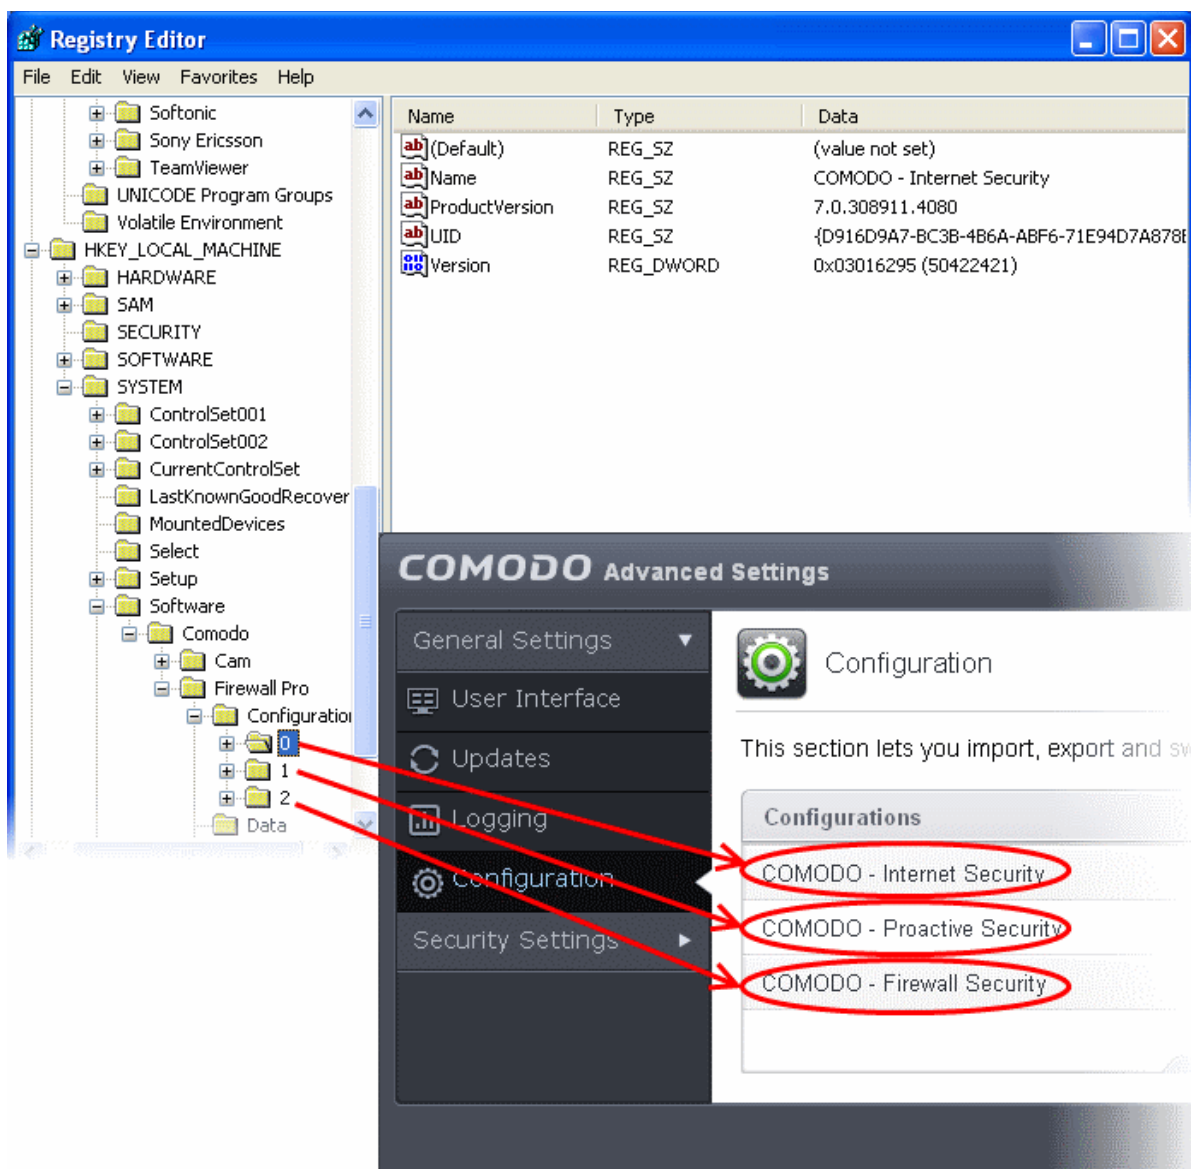 Registry Editor
File Edit View Favorites Help
Softonic
Sony Ericsson
TeamViewer
UNICODE Program Groups
Volatile Environment
HKEY_LOCAL_MACHINE
HARDWARE
SAM
SECURITY
SOFTWARE
SYSTEM
ControlSet001
ControlSet002
CurrentControlSet
LastKnownGoodRecover
MountedDevices
Select
Setup
Software
Comodo
Cam
Firewall Pro
Configuration
0
1
2
Data
Name Type Data
(Default) REG_SZ (value not set)
Name REG_SZ COMODO - Internet Security
ProductVersion REG_SZ 7.0.308911.4080
UID REG_SZ {D916D9A7-BC3B-4B6A-ABF6-71E94D7A878E
Version REG_DWORD 0x03016295 (50422421)
COMODO Advanced Settings
General Settings
User Interface
Updates
Logging
Configuration
Security Settings
Configuration
This section lets you import, export and sw
Configurations
COMODO - Internet Security
COMODO - Proactive Security
COMODO - Firewall Security